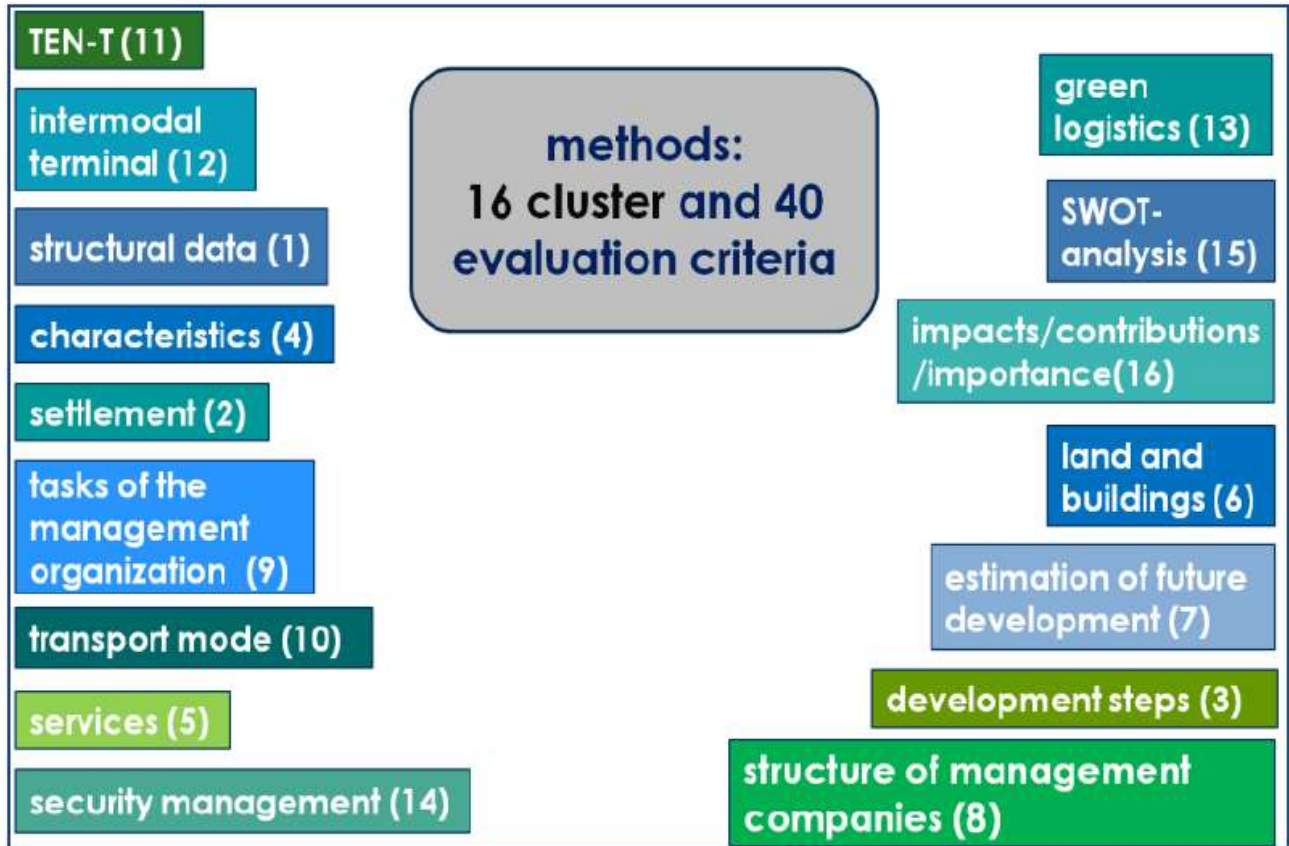 TEN-T (11)
intermodal
terminal (12)
structural data (1)
characteristics (4)
settlement (2)
tasks of the
management
organization (9)
transport mode (10)
services (5)
security management (14)
methods:
16 cluster and 40
evaluation criteria
green
logistics (13)
SWOT-
analysis (15)
impacts/contributions
/importance(16)
land and
buildings (6)
estimation of future
development (7)
development steps (3)
structure of management
companies (8)